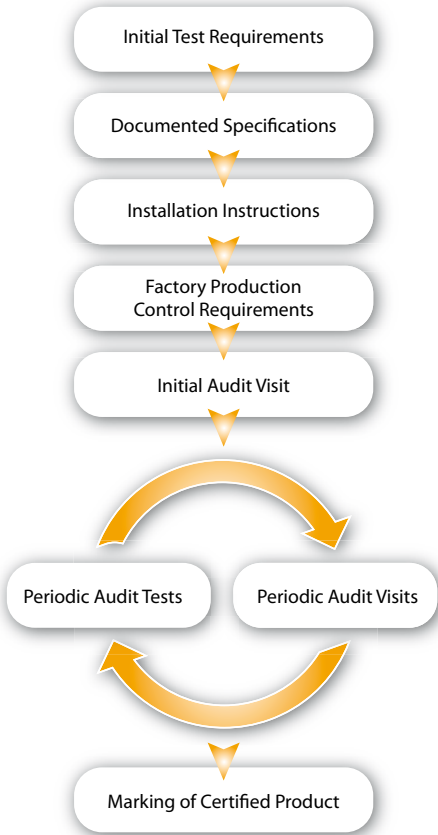 Initial Test Requirements
Documented Specifications
Installation Instructions
Factory Production
Control Requirements
Initial Audit Visit
Periodic Audit Tests
Periodic Audit Visits
Marking of Certified Product